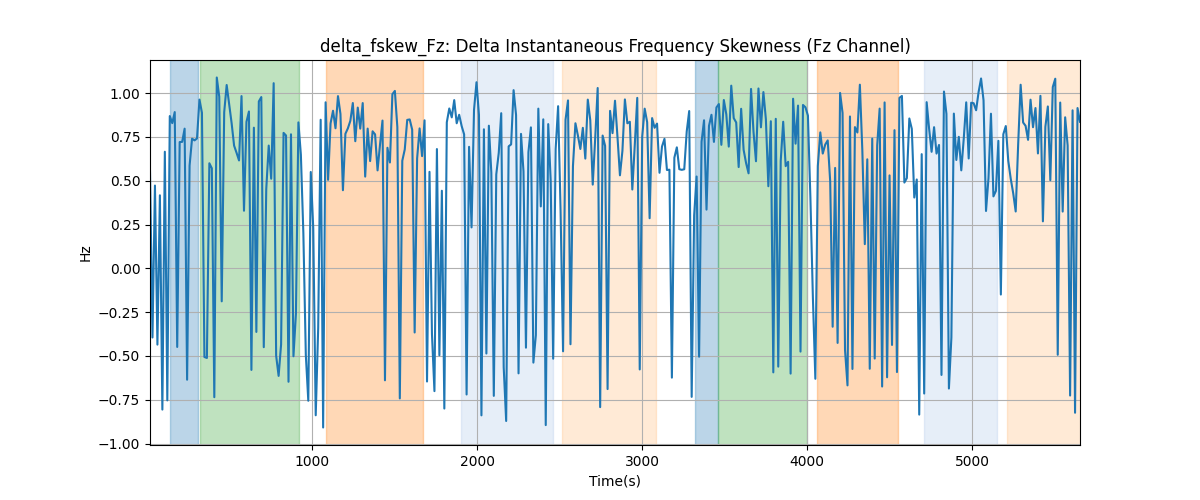 delta_fskew_Fz: Delta Instantaneous Frequency Skewness (Fz Channel)
1.00
0.75
0.50
0.25
0.00
−0.25
−0.50
−0.75
−1.00
Hz
1000 2000 3000 4000 5000
Time(s)